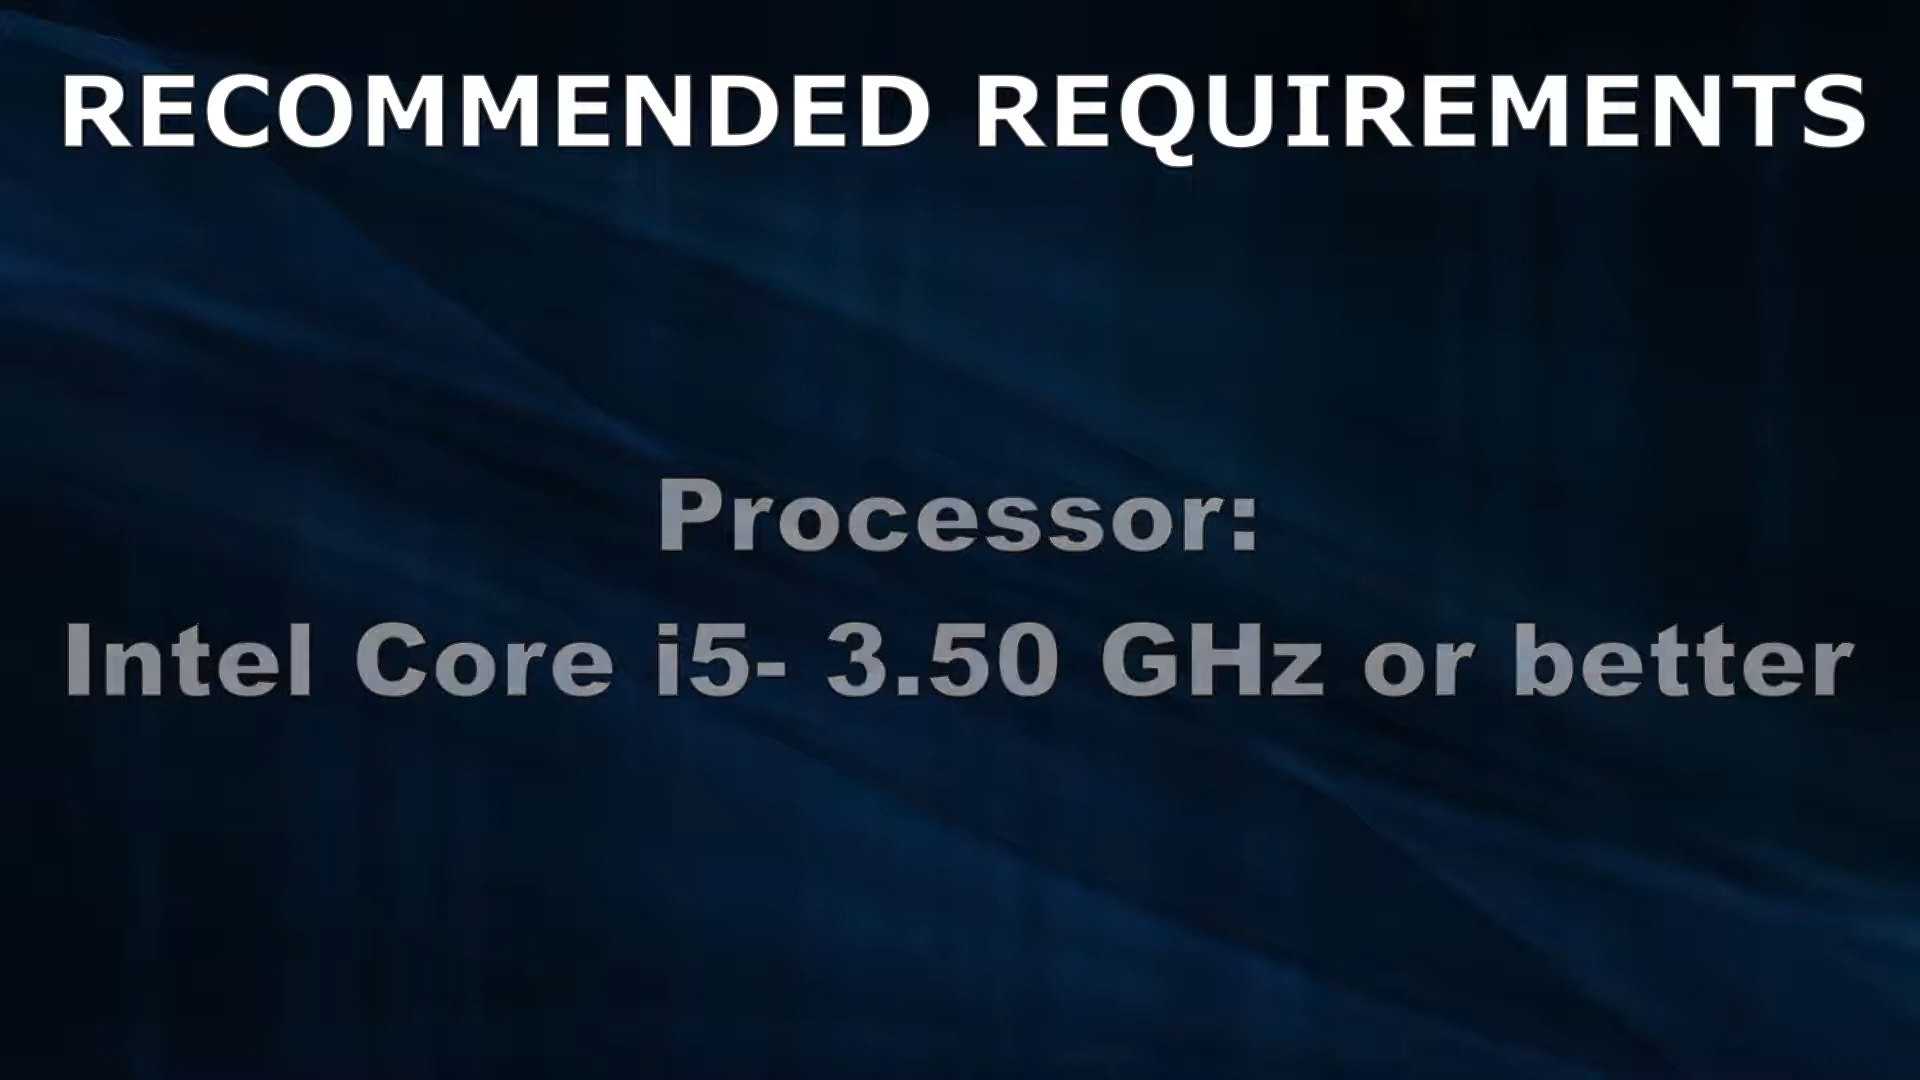 RECOMMENDED REQUIREMENTS
Processor:
Intel Core i5- 3.50 GHz or better